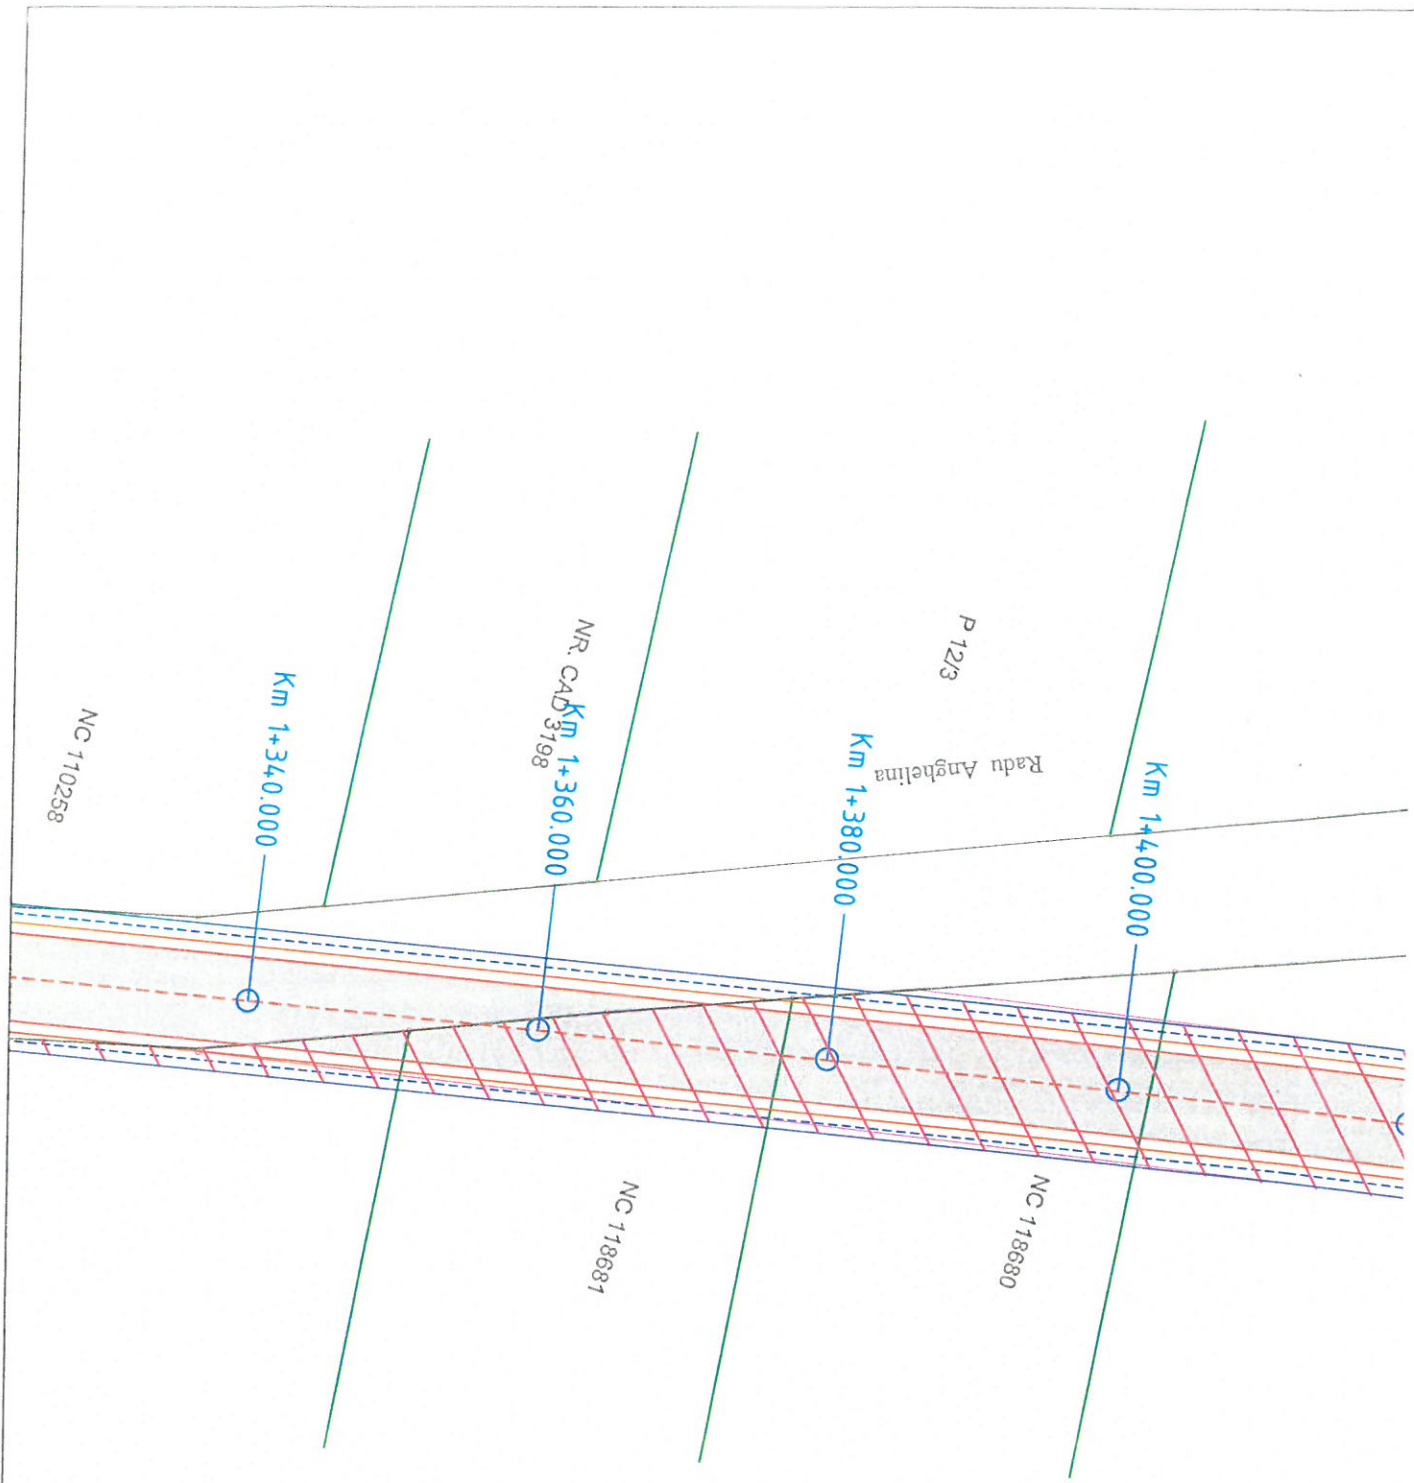 NC 110258
Km 1+340.000
NR. CAD 3198
Km 1+360.000
P 12/3
Radu Anghelina
Km 1+380.000
Km 1+400.000
NC 118681
NC 118680